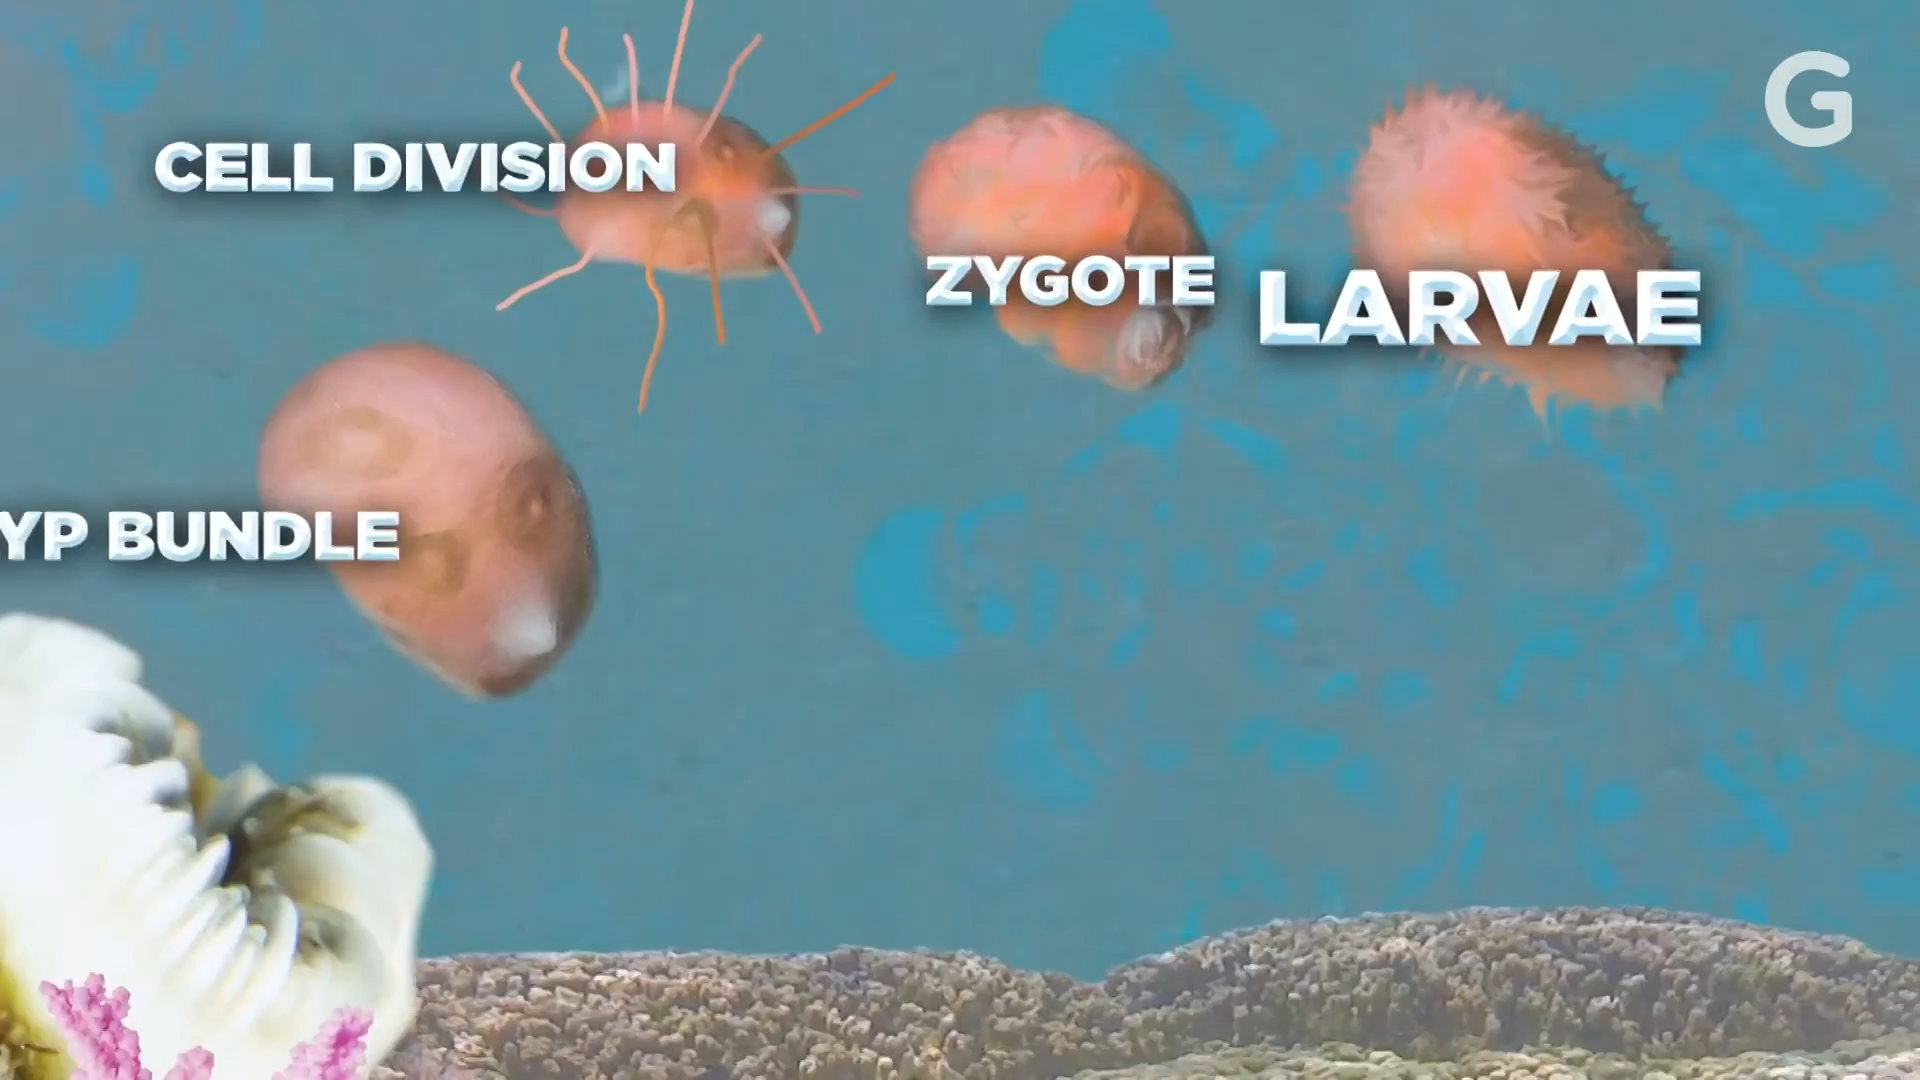 G
CELL DIVISION
ZYGOTE
LARVAE
YP BUNDLE